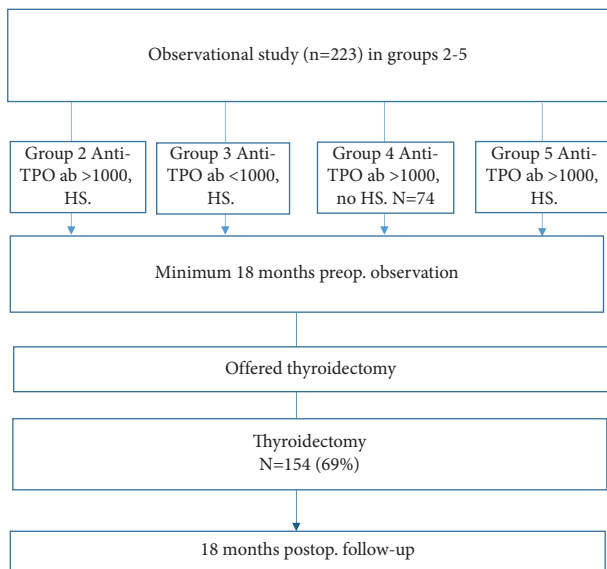 Observational study (n=223) in groups 2-5
Group 2 Anti-
TPO ab >1000,
HS.
Group 3 Anti-
TPO ab <1000,
HS.
Group 4 Anti-
TPO ab >1000,
no HS. N=74
Group 5 Anti-
TPO ab >1000,
HS.
Minimum 18 months preop. observation
Offered thyroidectomy
Thyroidectomy
N=154 (69%)
18 months postop. follow-up